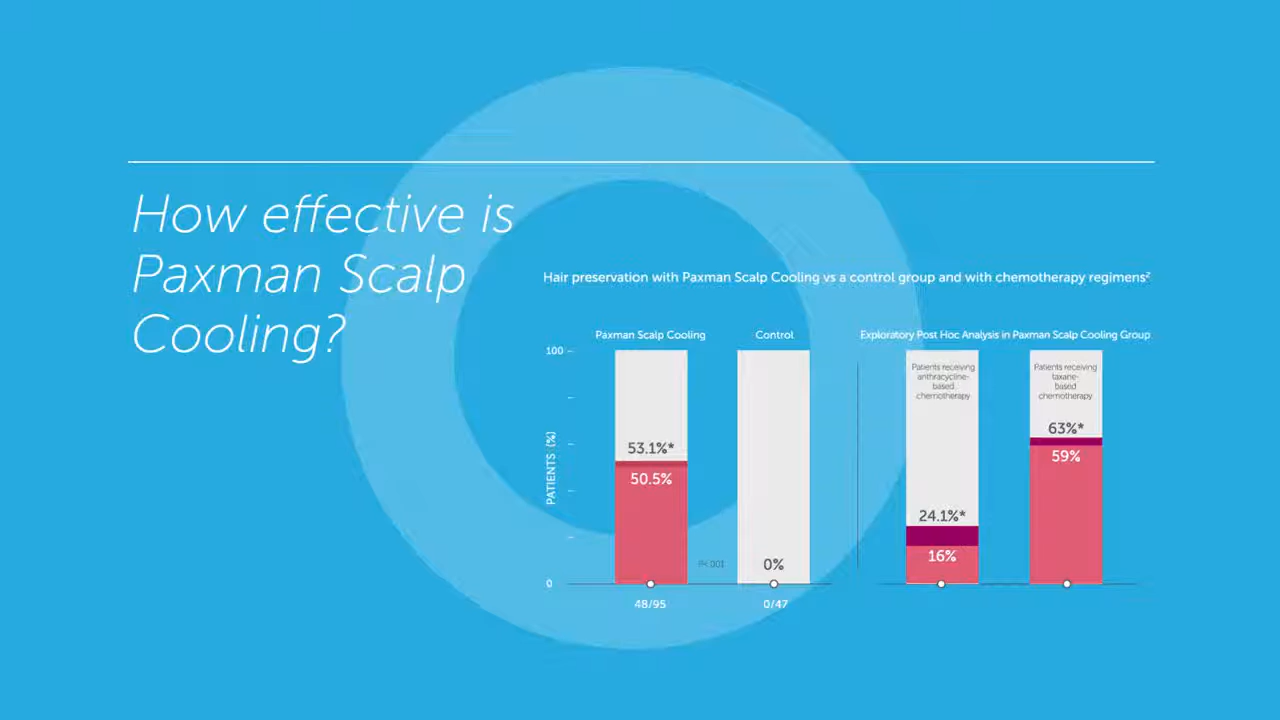 How effective is
Paxman Scalp
Cooling?
Hair preservation with Paxman Scalp Cooling vs a control group and with chemotherapy regimens²
Paxman Scalp Cooling
Control
Exploratory Post Hoc Analysis in Paxman Scalp Cooling Group
100
PATIENTS (%)
0
53.1%*
50.5%
P<.001
0%
48/95
0/47
Patients receiving
anthracycline-
based
chemotherapy
24.1%*
16%
Patients receiving
taxane-
based
chemotherapy
63%*
59%